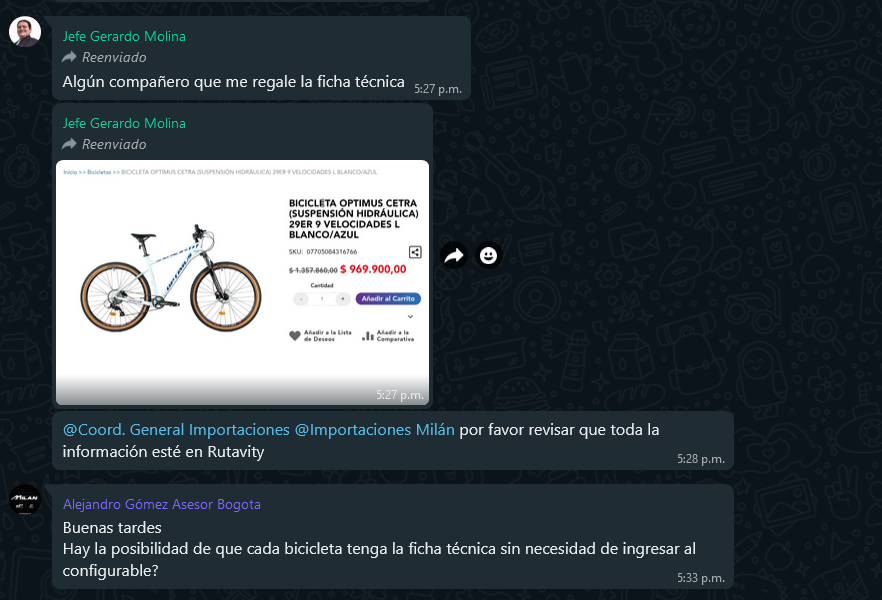 Jefe Gerardo Molina
Reenviado
Algún compañero que me regale la ficha técnica
5:27 p.m.
Jefe Gerardo Molina
Reenviado
Inicio >> Bicicletas >> BICICLETA OPTIMUS CETRA (SUSPENSIÓN HIDRÁULICA) 29ER 9 VELOCIDADES L BLANCO/AZUL
BICICLETA OPTIMUS CETRA
(SUSPENSIÓN HIDRÁULICA)
29ER 9 VELOCIDADES L
BLANCO/AZUL
SKU: 07705084316766
$ 1.357.860,00 $ 969.900,00
Cantidad
- 1 + Añadir al Carrito
Añadir a la Lista
de Deseos
Añadir a la
Comparativa
OPTIMUS
5:27 p.m.
@Coord. General Importaciones @Importaciones Milán por favor revisar que toda la
información esté en Rutavity
5:28 p.m.
MILAN
Alejandro Gómez Asesor Bogota
Buenas tardes
Hay la posibilidad de que cada bicicleta tenga la ficha técnica sin necesidad de ingresar al
configurable?
5:33 p.m.